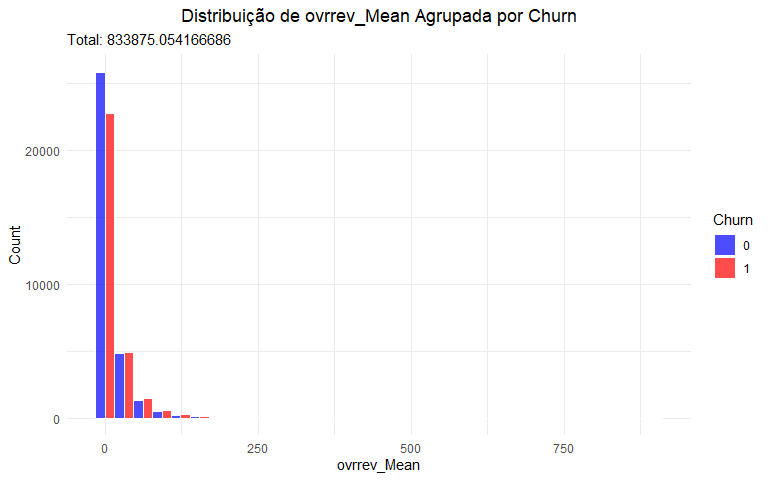 Distribuição de ovrrev_Mean Agrupada por Churn
Total: 833875.054166686
Count
20000
10000
0
0
250
500
750
ovrrev_Mean
Churn
0
1